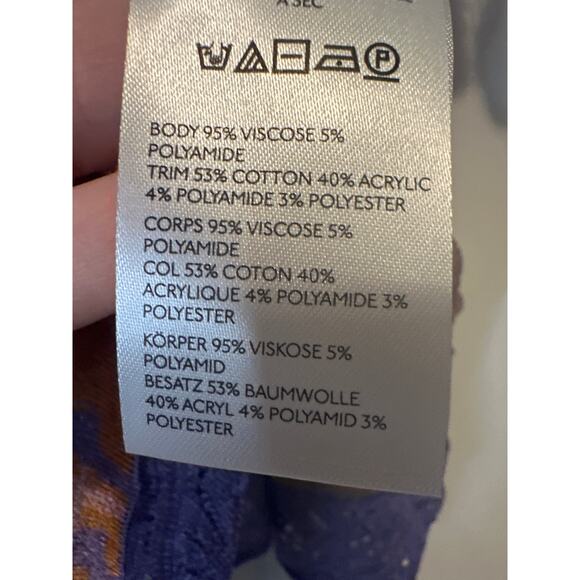 A SEC
P
BODY 95% VISCOSE 5%
POLYAMIDE
TRIM 53% COTTON 40% ACRYLIC
4% POLYAMIDE 3% POLYESTER
CORPS 95% VISCOSE 5%
POLYAMIDE
COL 53% COTON 40%
ACRYLIQUE 4% POLYAMIDE 3%
POLYESTER
KÖRPER 95% VISKOSE 5%
POLYAMID
BESATZ 53% BAUMWOLLE
40% ACRYL 4% POLYAMID 3%
POLYESTER